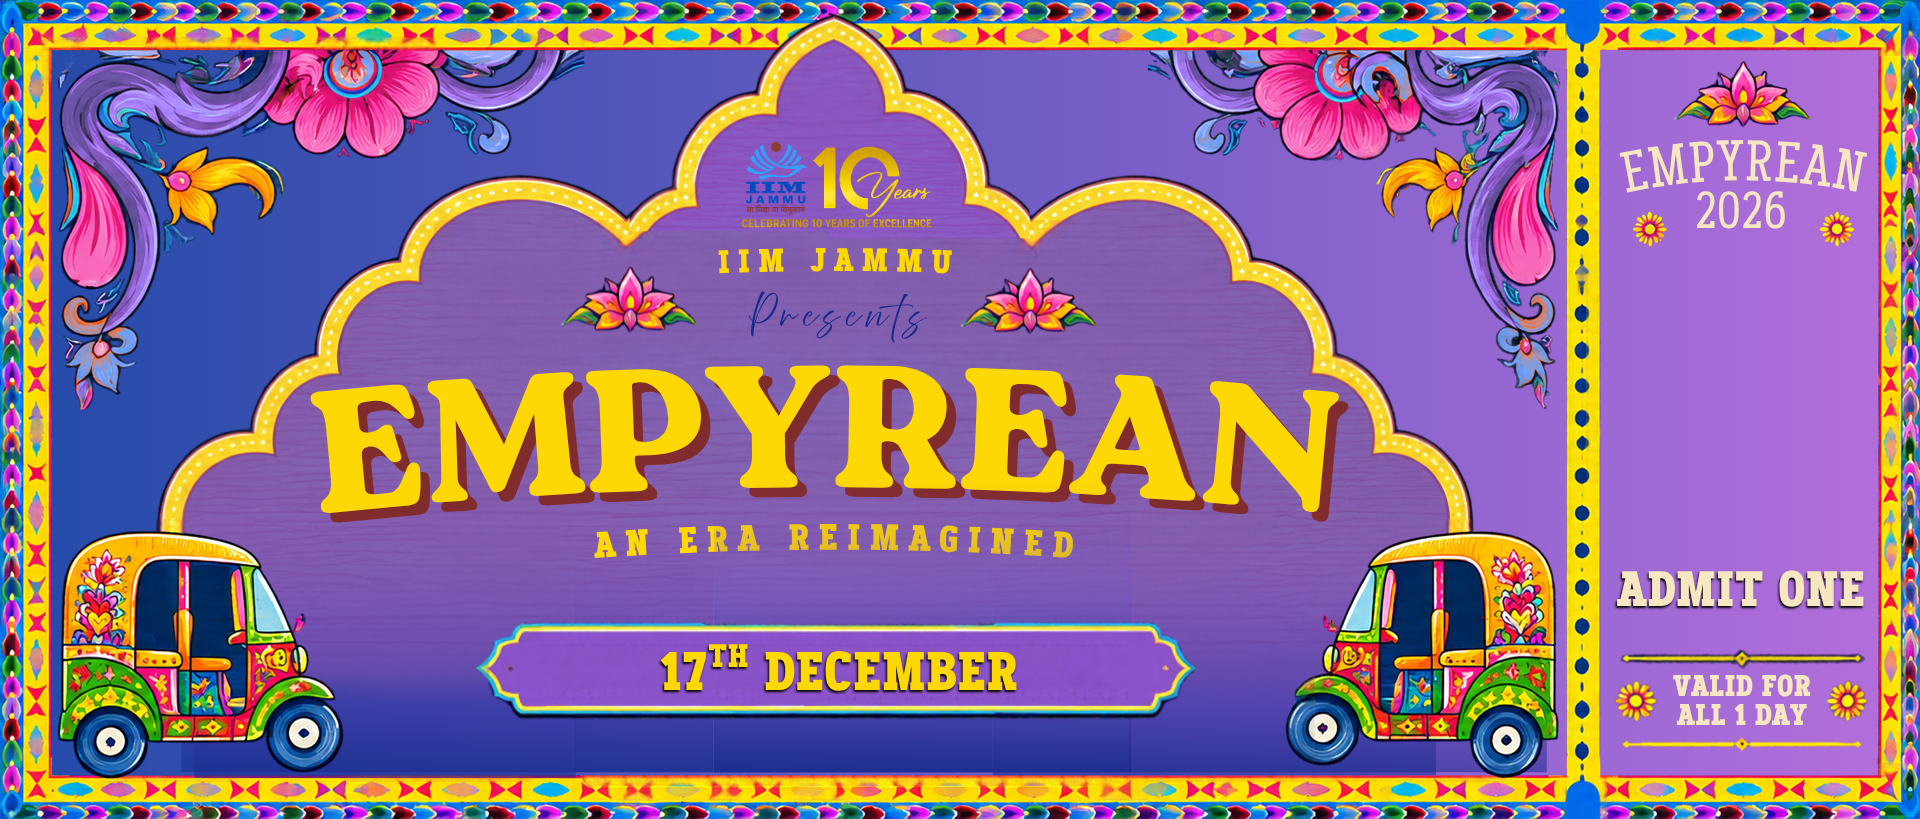 IIM
JAMMU
10 Years
CELEBRATING 10 YEARS OF EXCELLENCE
IIM JAMMU
Presents
EMPYREAN
AN ERA REIMAGINED
17TH DECEMBER
EMPYREAN
2026
ADMIT ONE
VALID FOR
ALL 1 DAY